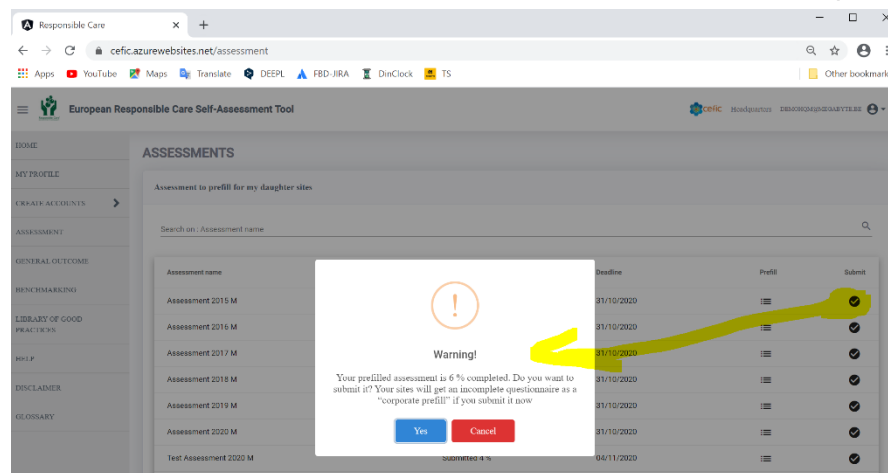 Responsible Care
cefic.azurewebsites.net/assessment
Apps YouTube Maps Translate DEEPL FBD-JIRA DinClock TS Other bookmark
European Responsible Care Self-Assessment Tool
cefic Headquarters
HOME
ASSESSMENTS
MY PROFILE
Assessment to prefill for my daughter sites
CREATE ACCOUNTS
Search on : Assessment name
ASSESSMENT
GENERAL OUTCOME
BENCHMARKING
LIBRARY OF GOOD
PRACTICES
HELP
DISCLAIMER
GLOSSARY
Assessment name Deadline Prefill Submit
Assessment 2015 M 31/10/2020
Assessment 2016 M 31/10/2020
Assessment 2017 M 31/10/2020
Assessment 2018 M 31/10/2020
Assessment 2019 M 31/10/2020
Assessment 2020 M 31/10/2020
Test Assessment 2020 M Submitted 4 % 04/11/2020
Warning!
Your prefilled assessment is 6 % completed. Do you want to
submit it? Your sites will get an incomplete questionnaire as a
“corporate prefill” if you submit it now
Yes Cancel